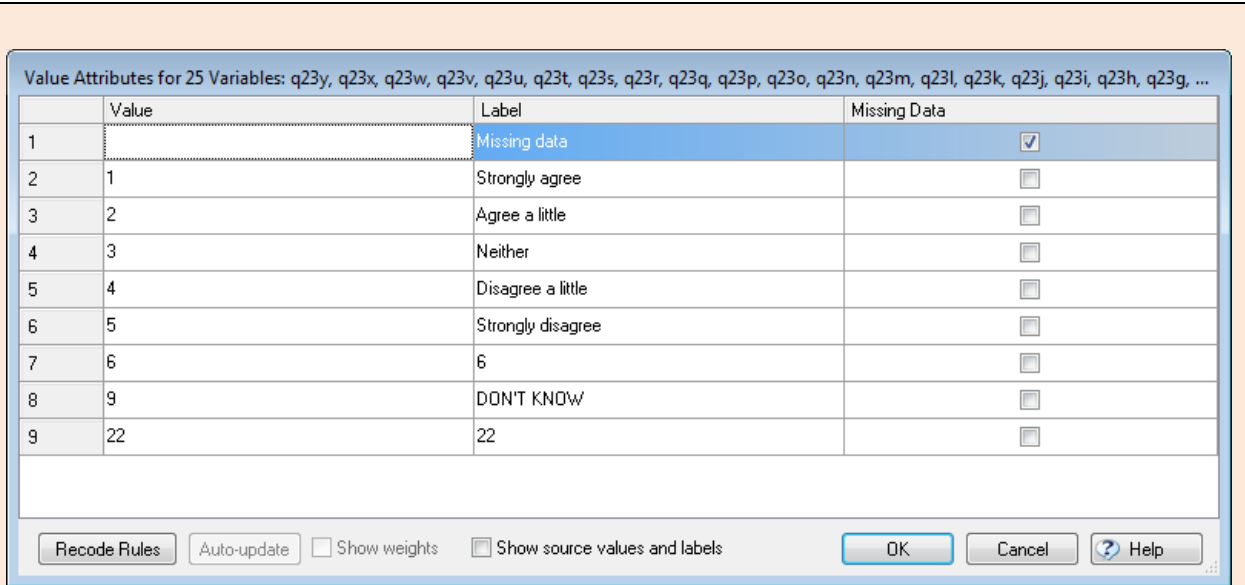 Value Attributes for 25 Variables: q23y, q23x, q23w, q23v, q23u, q23t, q23s, q23r, q23q, q23p, q23o, q23n, q23m, q23l, q23k, q23j, q23i, q23h, q23g, ...
Value Label Missing Data
1 Missing data
2 1 Strongly agree
3 2 Agree a little
4 3 Neither
5 4 Disagree a little
6 5 Strongly disagree
7 6 6
8 9 DON'T KNOW
9 22 22
Recode Rules Auto-update Show weights Show source values and labels OK Cancel ? Help